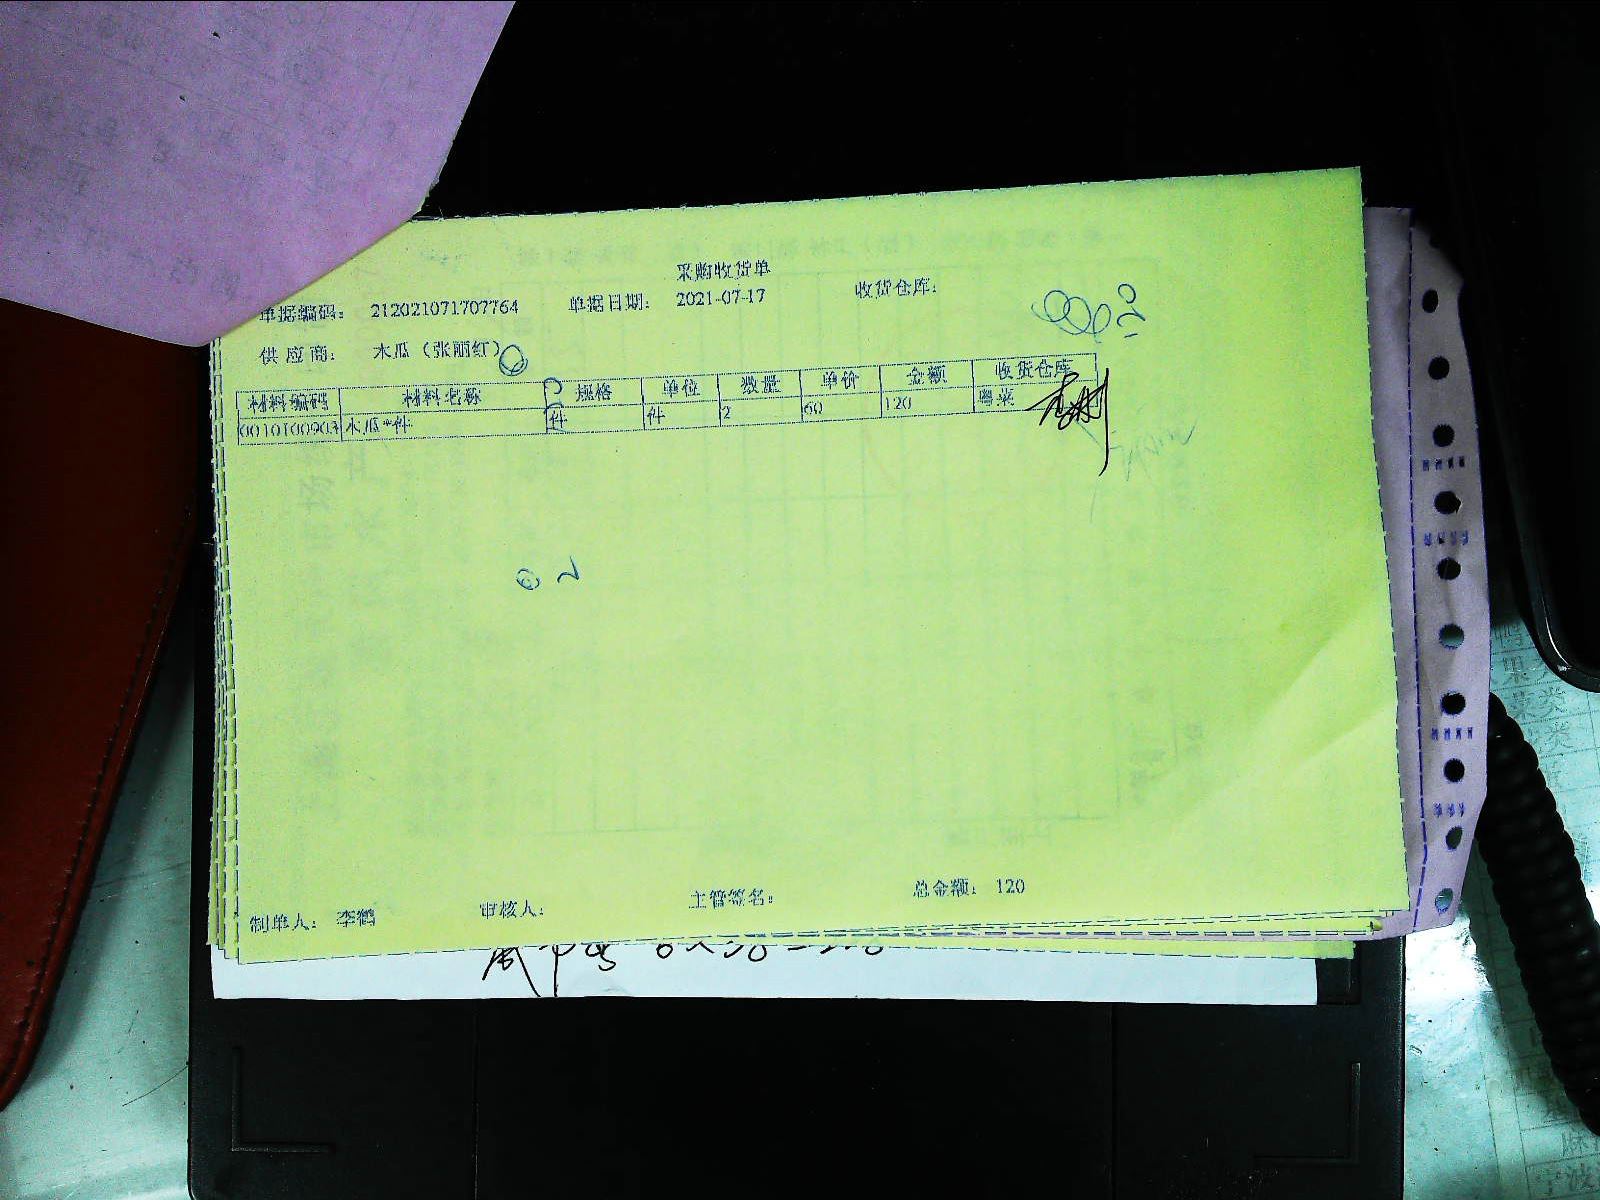 采购收货单
单据编码: 212021071707764 单据日期: 2021-07-17 收货仓库:
供应商: 木瓜（张丽红）
材料编码 材料名称 规格 单位 数量 单价 金额 收货仓库
木瓜*件 件 件 2 60 120 粤菜
120
制单人: 李鹤 审核人: 主管签名: 总金额: 120